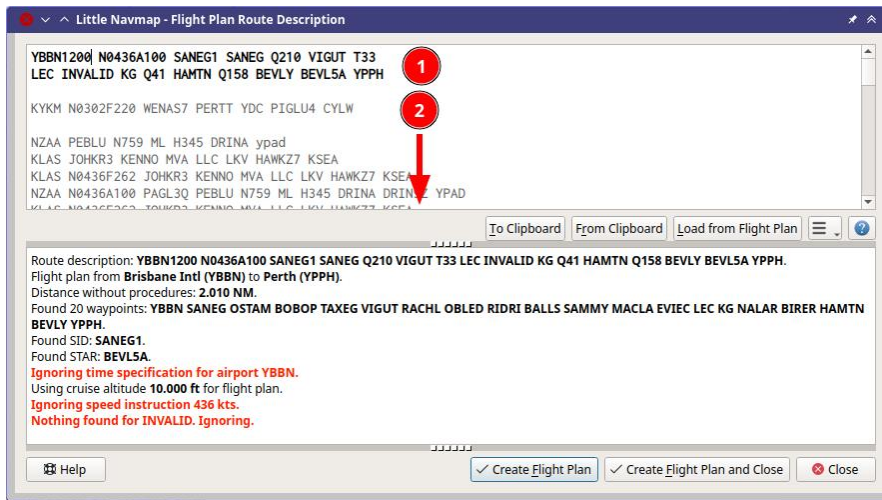 Little Navmap - Flight Plan Route Description
YBBN1200 N0436A100 SANEG1 SANEG Q210 VIGUT T33
LEC INVALID KG Q41 HAMTN Q158 BEVLY BEVL5A YPPH
1
KYKM N0302F220 WENAS7 PERTT YDC PIGLU4 CYLW
2
NZAA PEBLU N759 ML H345 DRINA ypad
KLAS JOHKR3 KENNO MVA LLC LKV HAWKZ7 KSEA
KLAS N0436F262 JOHKR3 KENNO MVA LLC LKV HAWKZ7 KSEA
NZAA N0436A100 PAGL3Q PEBLU N759 ML H345 DRINA YPAD
To Clipboard From Clipboard Load from Flight Plan
Route description: YBBN1200 N0436A100 SANEG1 SANEG Q210 VIGUT T33 LEC INVALID KG Q41 HAMTN Q158 BEVLY BEVL5A YPPH.
Flight plan from Brisbane Intl (YBBN) to Perth (YPPH).
Distance without procedures: 2.010 NM.
Found 20 waypoints: YBBN SANEG OSTAM BOBOP TAXEG VIGUT RACHL OBLED RIDRI BALLS SAMMY MACLA EVIEC LEC KG NALAR BIRER HAMTN
BEVLY YPPH.
Found SID: SANEG1.
Found STAR: BEVL5A.
Ignoring time specification for airport YBBN.
Using cruise altitude 10.000 ft for flight plan.
Ignoring speed instruction 436 kts.
Nothing found for INVALID. Ignoring.
Help Create Flight Plan Create Flight Plan and Close Close